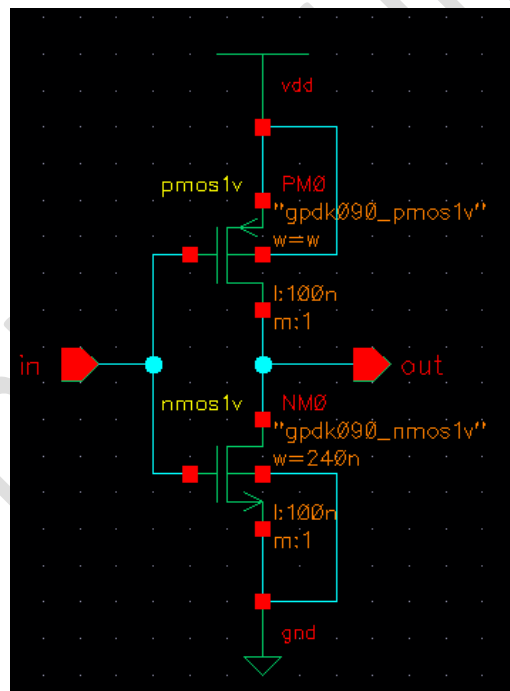 vdd
pmos1v PM0
"gpdk090_pmos1v"
w=w
l:100n
m:1
in
out
nmos1v NM0
"gpdk090_nmos1v"
w=240n
l:100n
m:1
gnd